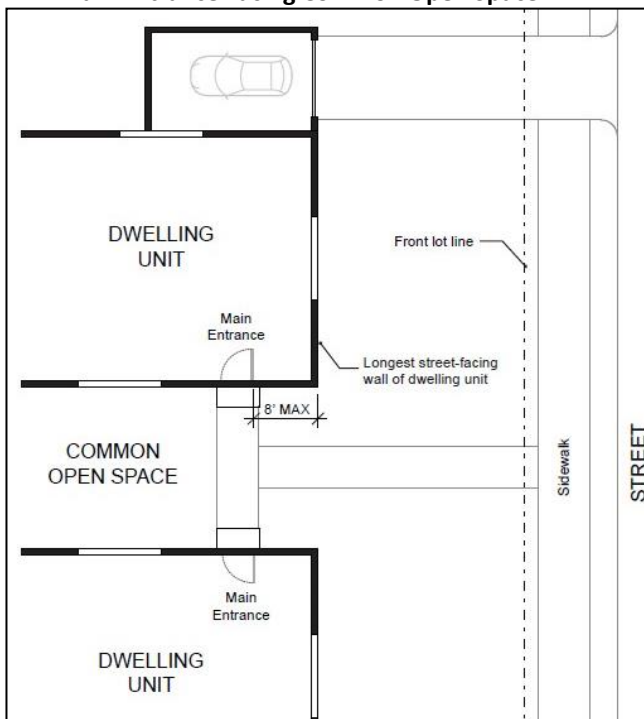 DWELLING
UNIT
Front lot line
Main
Entrance
Longest street-facing
wall of dwelling unit
8' MAX
COMMON
OPEN SPACE
Sidewalk
STREET
Main
Entrance
DWELLING
UNIT